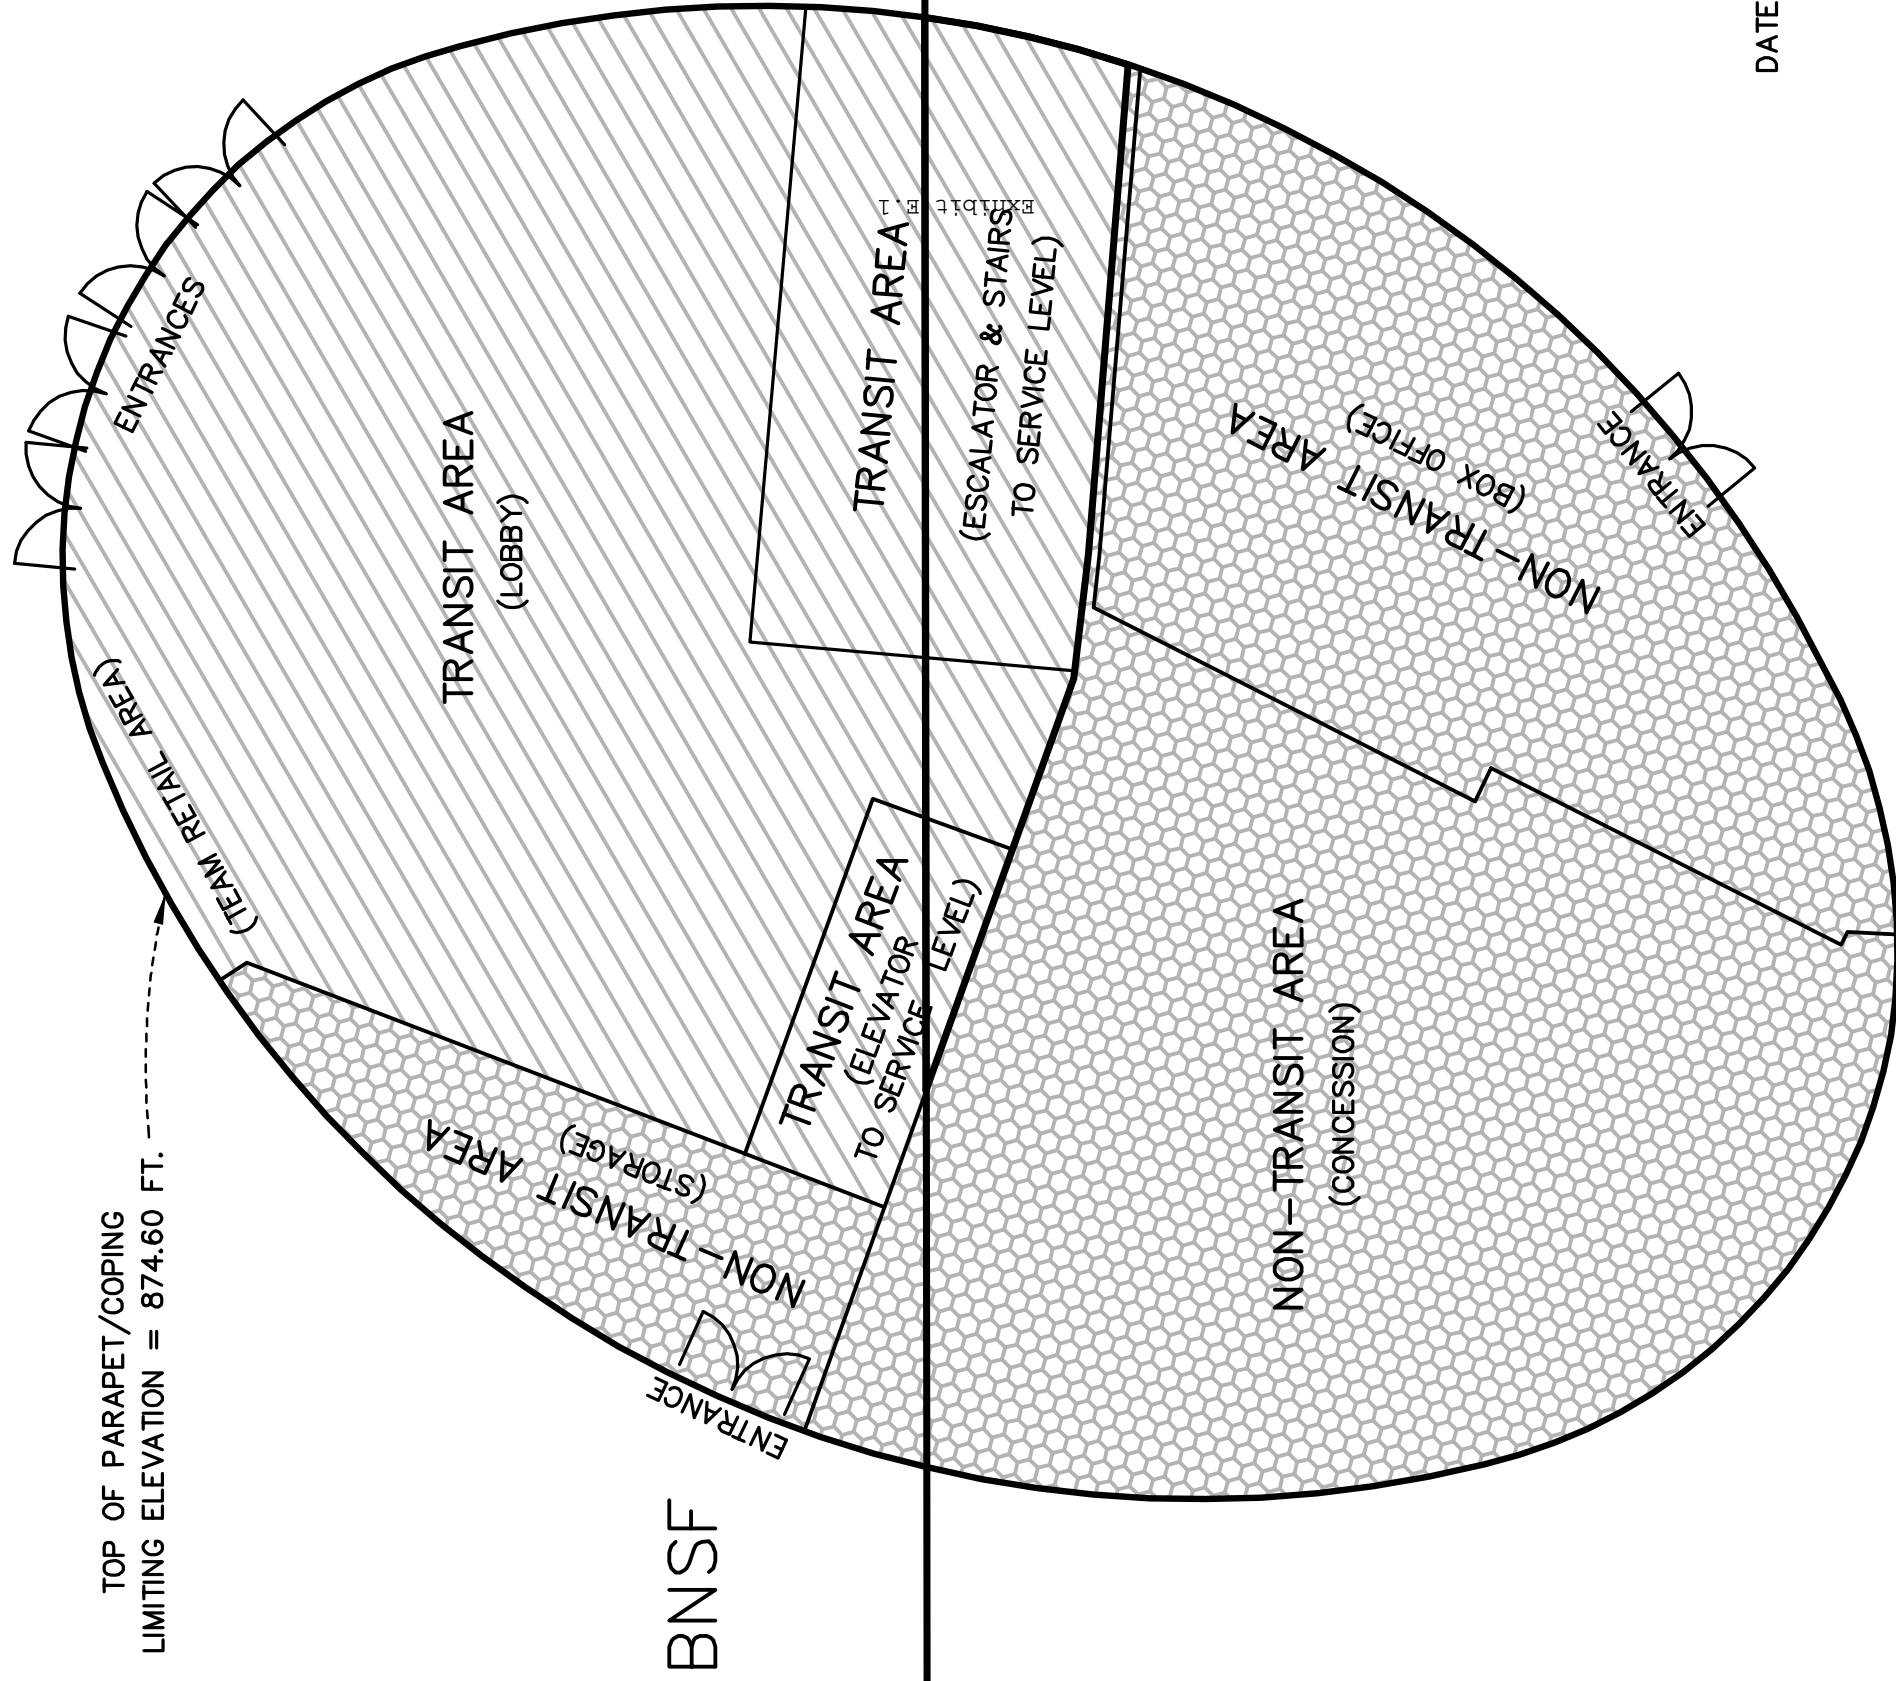 TOP OF PARAPET/COPING
LIMITING ELEVATION = 874.60 FT.
ENTRANCES
(TEAM RETAIL AREA)
TRANSIT AREA
(LOBBY)
TRANSIT AREA
(ESCALATOR & STAIRS
TO SERVICE LEVEL)
Exhibit E.1
TRANSIT AREA
(ELEVATOR
TO SERVICE LEVEL)
NON-TRANSIT AREA
(STORAGE)
ENTRANCE
BNSF
NON-TRANSIT AREA
(CONCESSION)
NON-TRANSIT AREA
(BOX OFFICE)
ENTRANCE
DATE